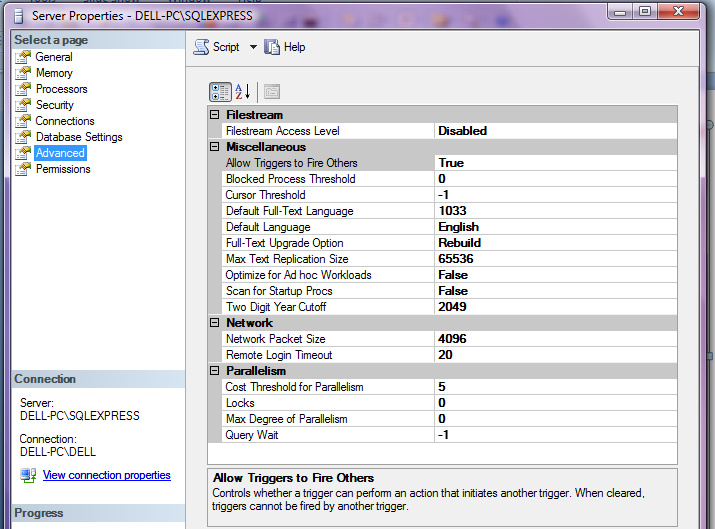 Server Properties - DELL-PC\SQLEXPRESS
Select a page
General
Memory
Processors
Security
Connections
Database Settings
Advanced
Permissions
Connection
Server:
DELL-PC\SQLEXPRESS
Connection:
DELL-PC\DELL
View connection properties
Progress
Script Help
Filestream
Filestream Access Level Disabled
Miscellaneous
Allow Triggers to Fire Others True
Blocked Process Threshold 0
Cursor Threshold -1
Default Full-Text Language 1033
Default Language English
Full-Text Upgrade Option Rebuild
Max Text Replication Size 65536
Optimize for Ad hoc Workloads False
Scan for Startup Procs False
Two Digit Year Cutoff 2049
Network
Network Packet Size 4096
Remote Login Timeout 20
Parallelism
Cost Threshold for Parallelism 5
Locks 0
Max Degree of Parallelism 0
Query Wait -1
Allow Triggers to Fire Others
Controls whether a trigger can perform an action that initiates another trigger. When cleared,
triggers cannot be fired by another trigger.